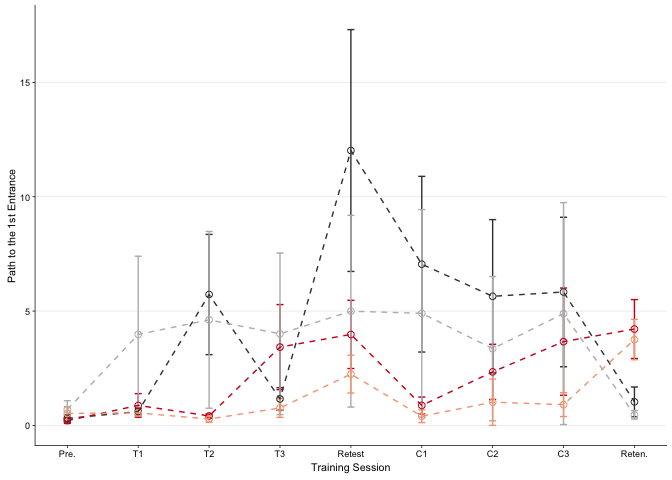 Path to the 1st Entrance
15
10
5
0
Pre. T1 T2 T3 Retest C1 C2 C3 Reten.
Training Session